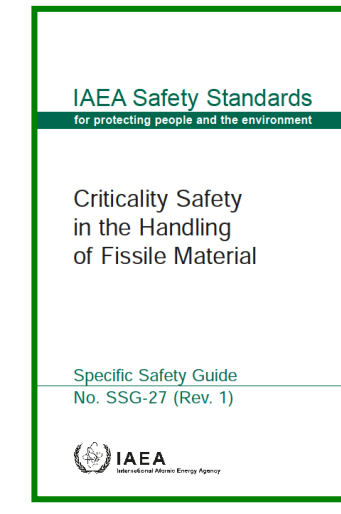 IAEA Safety Standards
for protecting people and the environment
Criticality Safety
in the Handling
of Fissile Material
Specific Safety Guide
No. SSG-27 (Rev. 1)
IAEA
International Atomic Energy Agency